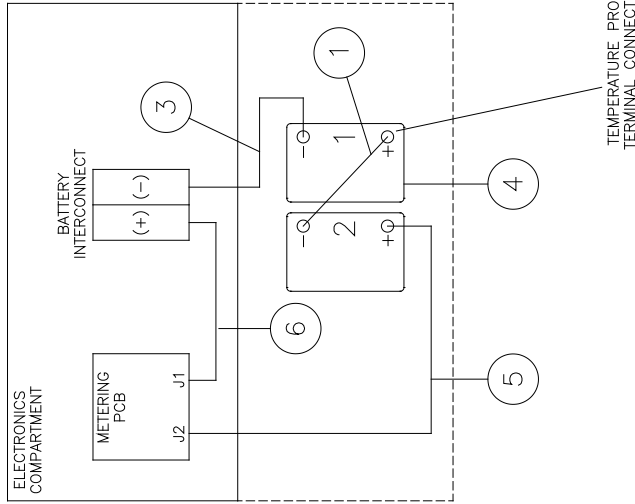 ELECTRONICS
COMPARTMENT
METERING
PCB
J2
J1
BATTERY
INTERCONNECT
(+)
(-)
3
1
6
-
2
+
-
1
+
4
5
TEMPERATURE PRO
TERMINAL CONNECT